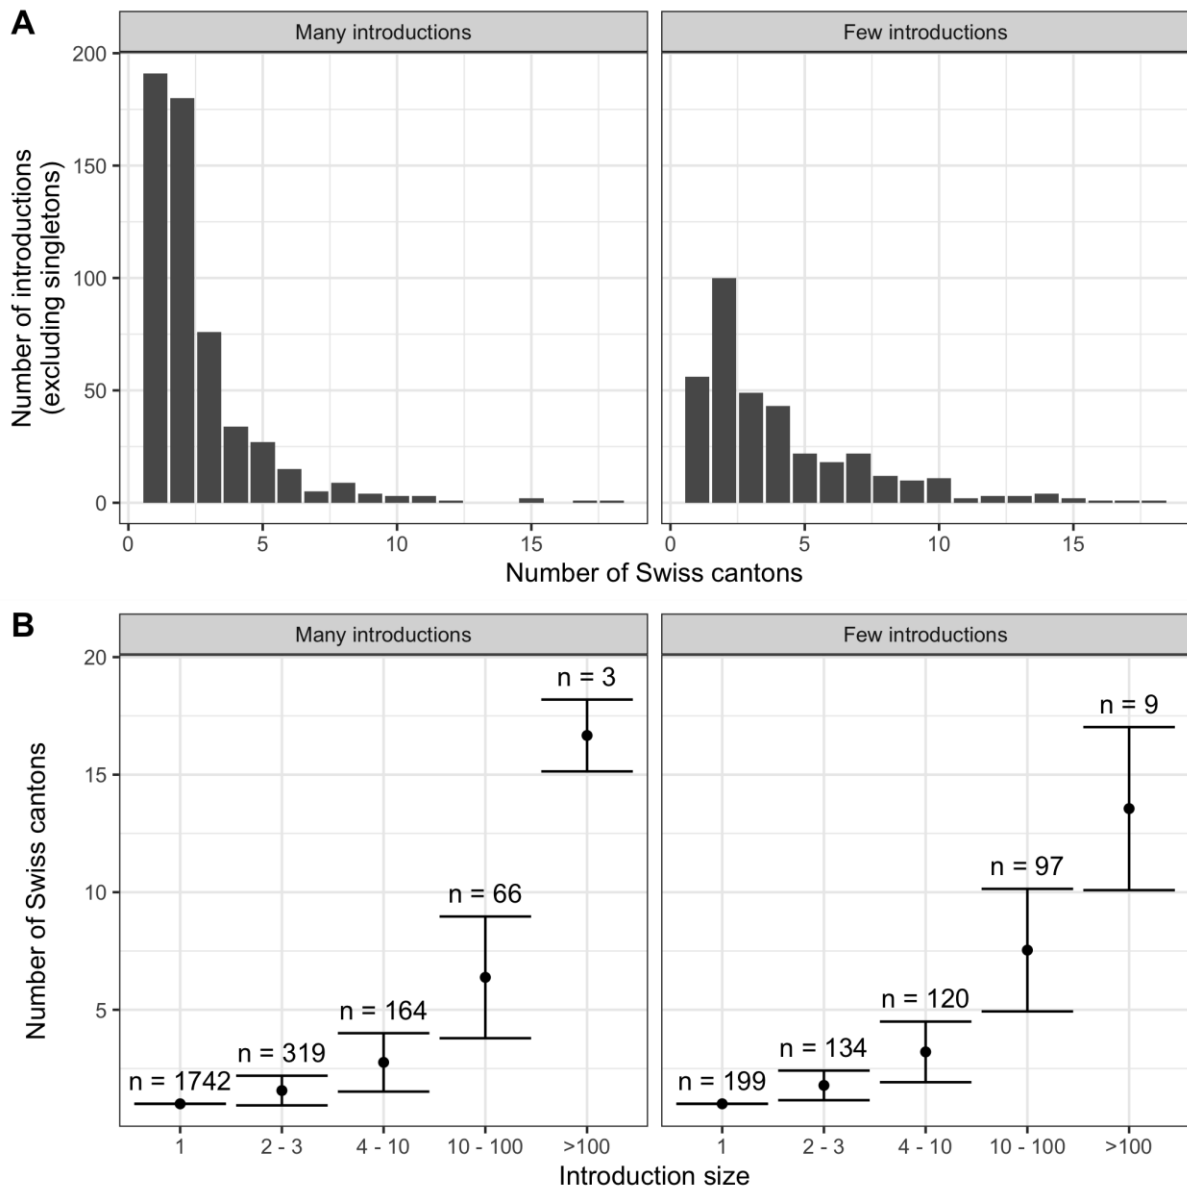 A
Many introductions
Few introductions
Number of introductions
(excluding singletons)
200
150
100
50
0
0 5 10 15
0 5 10 15
Number of Swiss cantons
B
Many introductions
Few introductions
Number of Swiss cantons
20
15
10
5
n = 3
n = 66
n = 164
n = 319
n = 1742
n = 9
n = 97
n = 120
n = 134
n = 199
1 2 - 3 4 - 10 10 - 100 >100
1 2 - 3 4 - 10 10 - 100 >100
Introduction size